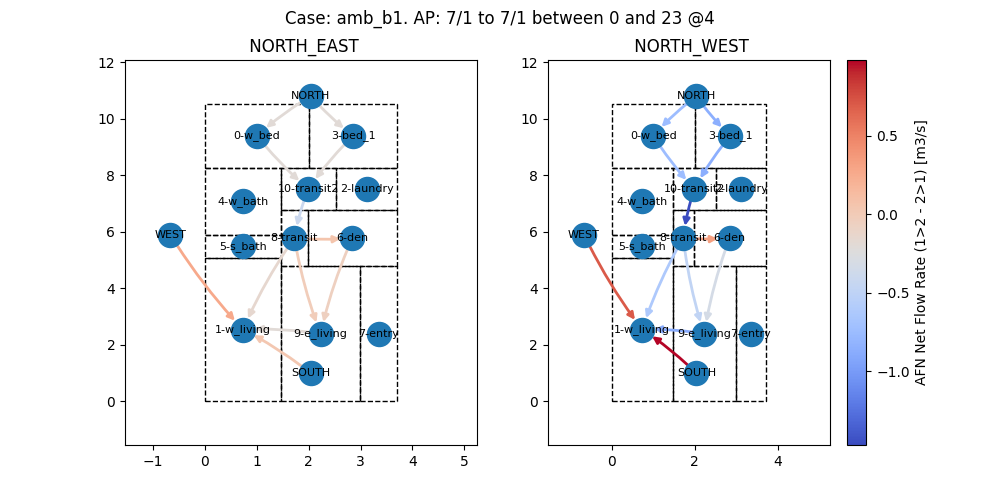 Case: amb_b1. AP: 7/1 to 7/1 between 0 and 23 @4
NORTH_EAST
12
10
8
6
4
2
0
−1
0
1
2
3
4
5
NORTH
0-w_bed
3-bed_1
10-transit2
2-laundry
4-w_bath
WEST
5-s_bath
8-transit
6-den
1-w_living
9-e_living
7-entry
SOUTH
NORTH_WEST
12
10
8
6
4
2
0
0
2
4
NORTH
0-w_bed
3-bed_1
10-transit2
2-laundry
4-w_bath
WEST
5-s_bath
8-transit
6-den
1-w_living
9-e_living
7-entry
SOUTH
0.5
0.0
−0.5
−1.0
AFN Net Flow Rate (1>2 - 2>1) [m3/s]